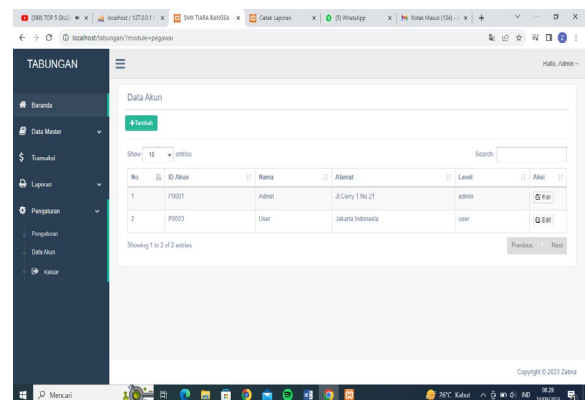 (398) TOP 5 GIUS
localhost / 127.0.0.1 /
SMK TIARA BANGSA
Cetak Laporan
(5) WhatsApp
Kotak Masuk (134) -
localhost/tabungan/?module=pegawai
TABUNGAN
Hallo, Admin
Beranda
Data Master
Transaksi
Laporan
Pengaturan
Pengaturan
Data Akun
Keluar
Data Akun
+Tambah
Show 10 entries
Search:
No ID Akun Nama Alamat Level Aksi
1 P0001 Admin Jl.Cerry 1 No.21 admin Edit
2 P0003 User Jakarta Indonesia user Edit
Showing 1 to 2 of 2 entries
Previous 1 Next
Copyright © 2023 Zabna
Mencari
26°C Kabut
IND
08.29